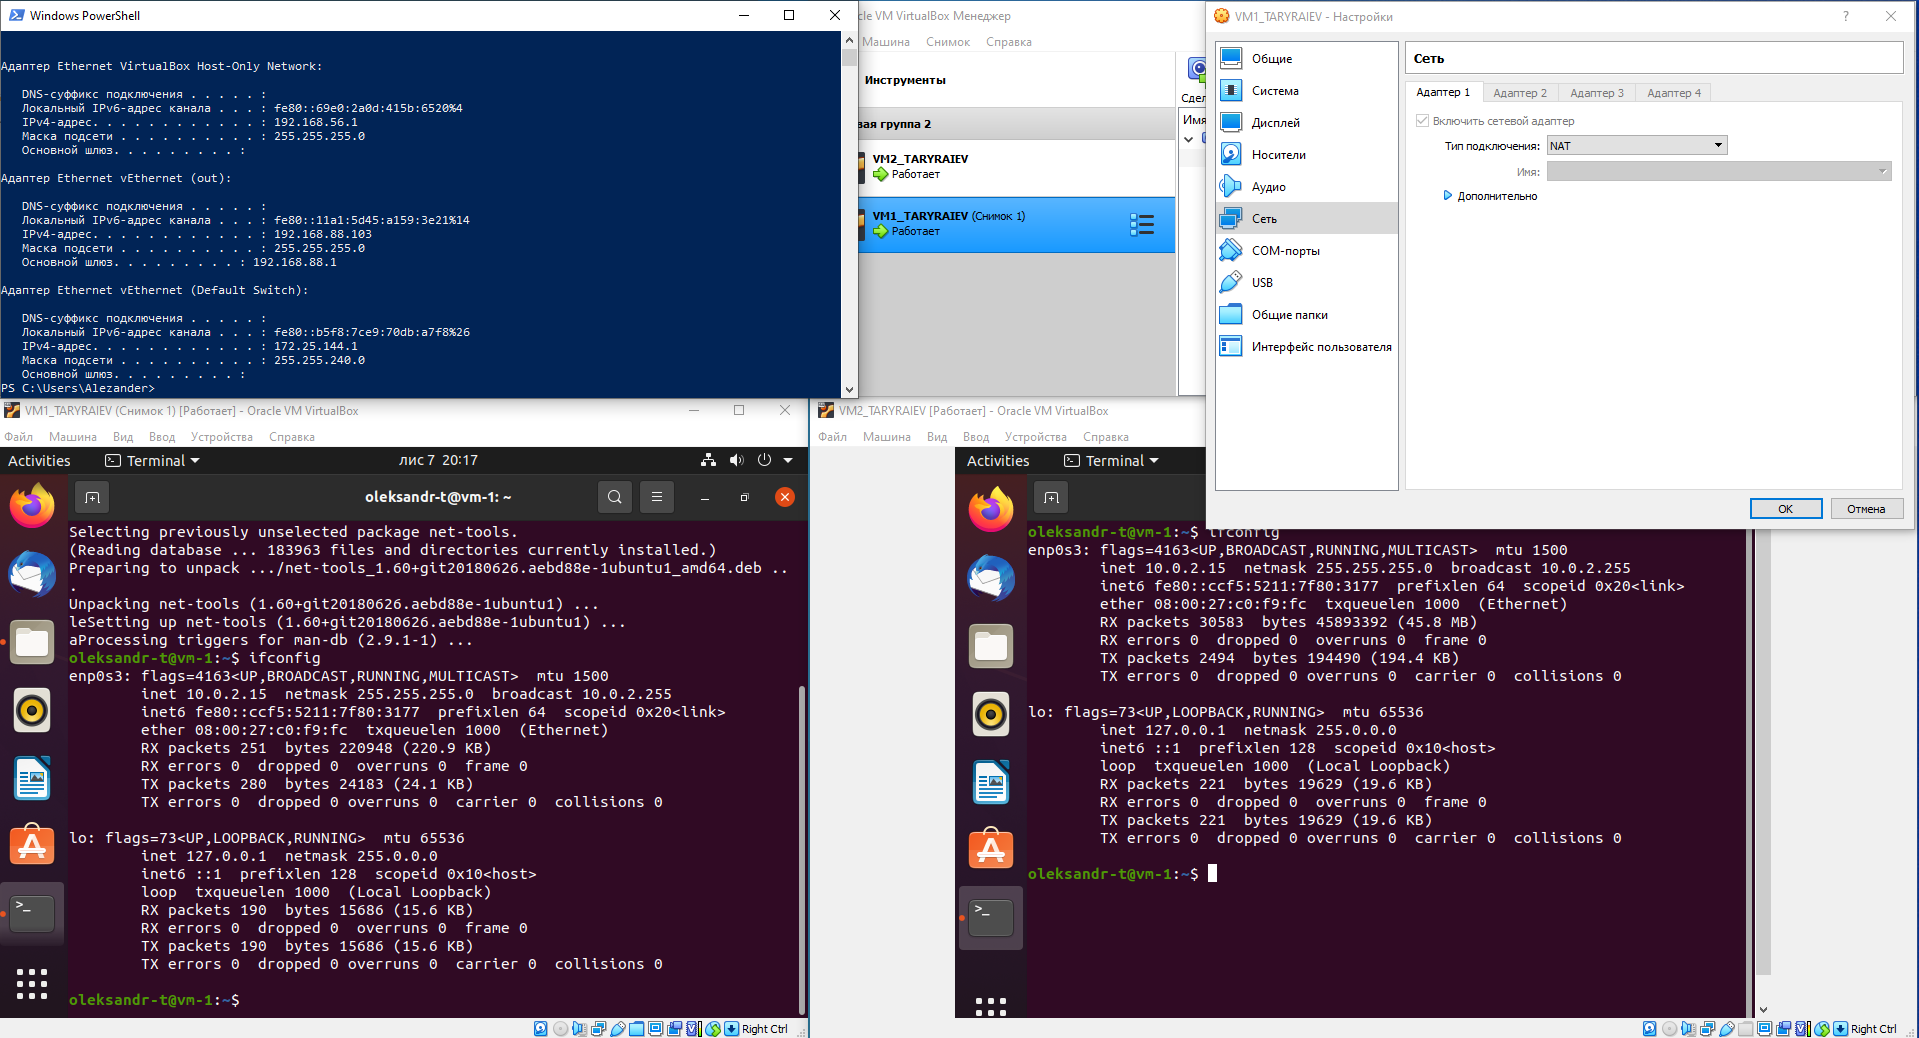 Windows PowerShell
Адаптер Ethernet VirtualBox Host-Only Network:
DNS-суффикс подключения . . . . . :
Локальный IPv6-адрес канала . . . : fe80::69e0:2a0d:415b:6520%4
IPv4-адрес. . . . . . . . . . . . : 192.168.56.1
Маска подсети . . . . . . . . . . : 255.255.255.0
Основной шлюз. . . . . . . . . :
Адаптер Ethernet vEthernet (out):
DNS-суффикс подключения . . . . . :
Локальный IPv6-адрес канала . . . : fe80::11a1:5d45:a159:3e21%14
IPv4-адрес. . . . . . . . . . . . : 192.168.88.103
Маска подсети . . . . . . . . . . : 255.255.255.0
Основной шлюз. . . . . . . . . : 192.168.88.1
Адаптер Ethernet vEthernet (Default Switch):
DNS-суффикс подключения . . . . . :
Локальный IPv6-адрес канала . . . : fe80::b5f8:7ce9:70db:a7f8%26
IPv4-адрес. . . . . . . . . . . . : 172.25.144.1
Маска подсети . . . . . . . . . . : 255.255.240.0
Основной шлюз. . . . . . . . . :
PS C:\Users\Alezander>
cle VM VirtualBox Менеджер
Машина Снимок Справка
Инструменты
вая группа 2
VM2_TARYRAIEV
Работает
VM1_TARYRAIEV (Снимок 1)
Работает
Сдел
Имя
VM1_TARYRAIEV - Настройки
Общие
Система
Дисплей
Носители
Аудио
Сеть
COM-порты
USB
Общие папки
Интерфейс пользователя
Сеть
Адаптер 1 Адаптер 2 Адаптер 3 Адаптер 4
Включить сетевой адаптер
Тип подключения: NAT
Имя:
Дополнительно
OK Отмена
VM1_TARYRAIEV (Снимок 1) [Работает] - Oracle VM VirtualBox
Файл Машина Вид Ввод Устройства Справка
Activities Terminal лис 7 20:17
oleksandr-t@vm-1: ~
Selecting previously unselected package net-tools.
(Reading database ... 183963 files and directories currently installed.)
Preparing to unpack .../net-tools_1.60+git20180626.aebd88e-1ubuntu1_amd64.deb ..
.
Unpacking net-tools (1.60+git20180626.aebd88e-1ubuntu1) ...
leSetting up net-tools (1.60+git20180626.aebd88e-1ubuntu1) ...
aProcessing triggers for man-db (2.9.1-1) ...
oleksandr-t@vm-1:~$ ifconfig
enp0s3: flags=4163<UP,BROADCAST,RUNNING,MULTICAST> mtu 1500
inet 10.0.2.15 netmask 255.255.255.0 broadcast 10.0.2.255
inet6 fe80::ccf5:5211:7f80:3177 prefixlen 64 scopeid 0x20<link>
ether 08:00:27:c0:f9:fc txqueuelen 1000 (Ethernet)
RX packets 251 bytes 220948 (220.9 KB)
RX errors 0 dropped 0 overruns 0 frame 0
TX packets 280 bytes 24183 (24.1 KB)
TX errors 0 dropped 0 overruns 0 carrier 0 collisions 0
lo: flags=73<UP,LOOPBACK,RUNNING> mtu 65536
inet 127.0.0.1 netmask 255.0.0.0
inet6 ::1 prefixlen 128 scopeid 0x10<host>
loop txqueuelen 1000 (Local Loopback)
RX packets 190 bytes 15686 (15.6 KB)
RX errors 0 dropped 0 overruns 0 frame 0
TX packets 190 bytes 15686 (15.6 KB)
TX errors 0 dropped 0 overruns 0 carrier 0 collisions 0
oleksandr-t@vm-1:~$
Right Ctrl
VM2_TARYRAIEV [Работает] - Oracle VM VirtualBox
Файл Машина Вид Ввод Устройства Справка
Activities Terminal
oleksandr-t@vm-1:~$ ifconfig
enp0s3: flags=4163<UP,BROADCAST,RUNNING,MULTICAST> mtu 1500
inet 10.0.2.15 netmask 255.255.255.0 broadcast 10.0.2.255
inet6 fe80::ccf5:5211:7f80:3177 prefixlen 64 scopeid 0x20<link>
ether 08:00:27:c0:f9:fc txqueuelen 1000 (Ethernet)
RX packets 30583 bytes 45893392 (45.8 MB)
RX errors 0 dropped 0 overruns 0 frame 0
TX packets 2494 bytes 194490 (194.4 KB)
TX errors 0 dropped 0 overruns 0 carrier 0 collisions 0
lo: flags=73<UP,LOOPBACK,RUNNING> mtu 65536
inet 127.0.0.1 netmask 255.0.0.0
inet6 ::1 prefixlen 128 scopeid 0x10<host>
loop txqueuelen 1000 (Local Loopback)
RX packets 221 bytes 19629 (19.6 KB)
RX errors 0 dropped 0 overruns 0 frame 0
TX packets 221 bytes 19629 (19.6 KB)
TX errors 0 dropped 0 overruns 0 carrier 0 collisions 0
oleksandr-t@vm-1:~$
Right Ctrl